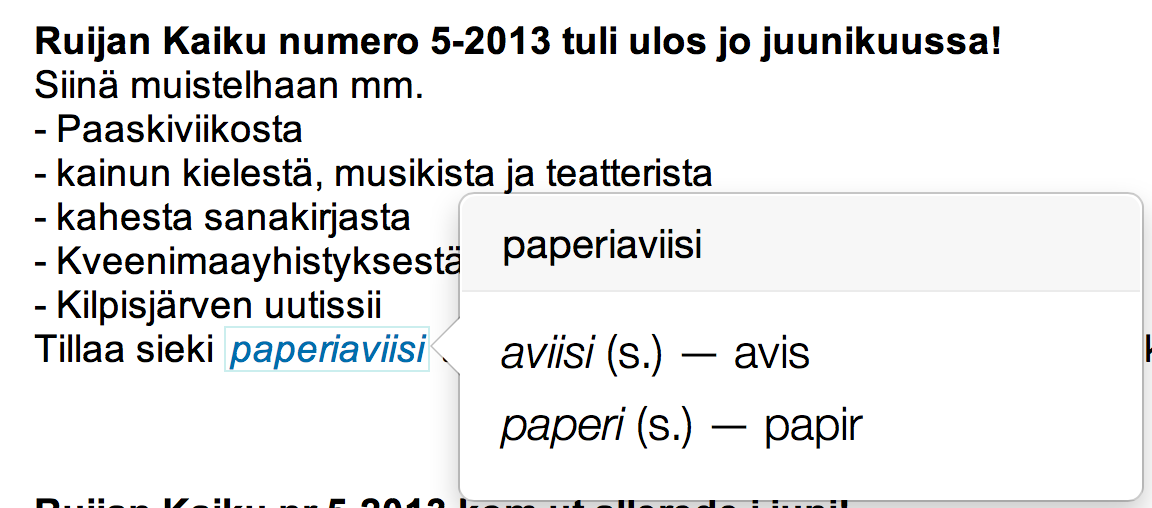 Ruijan Kaiku numero 5-2013 tuli ulos jo juunikuussa!
Siinä muistelhaan mm.
- Paaskiviikosta
- kainun kielestä, musikista ja teatterista
- kahesta sanakirjasta
- Kveenimaayhistyksestä
- Kilpisjärven uutissii
Tillaa sieki paperiaviisi
paperiaviisi
aviisi (s.) — avis
paperi (s.) — papir
Ruijan Kaiku nr 5-2013 kom ut allerede i juni!